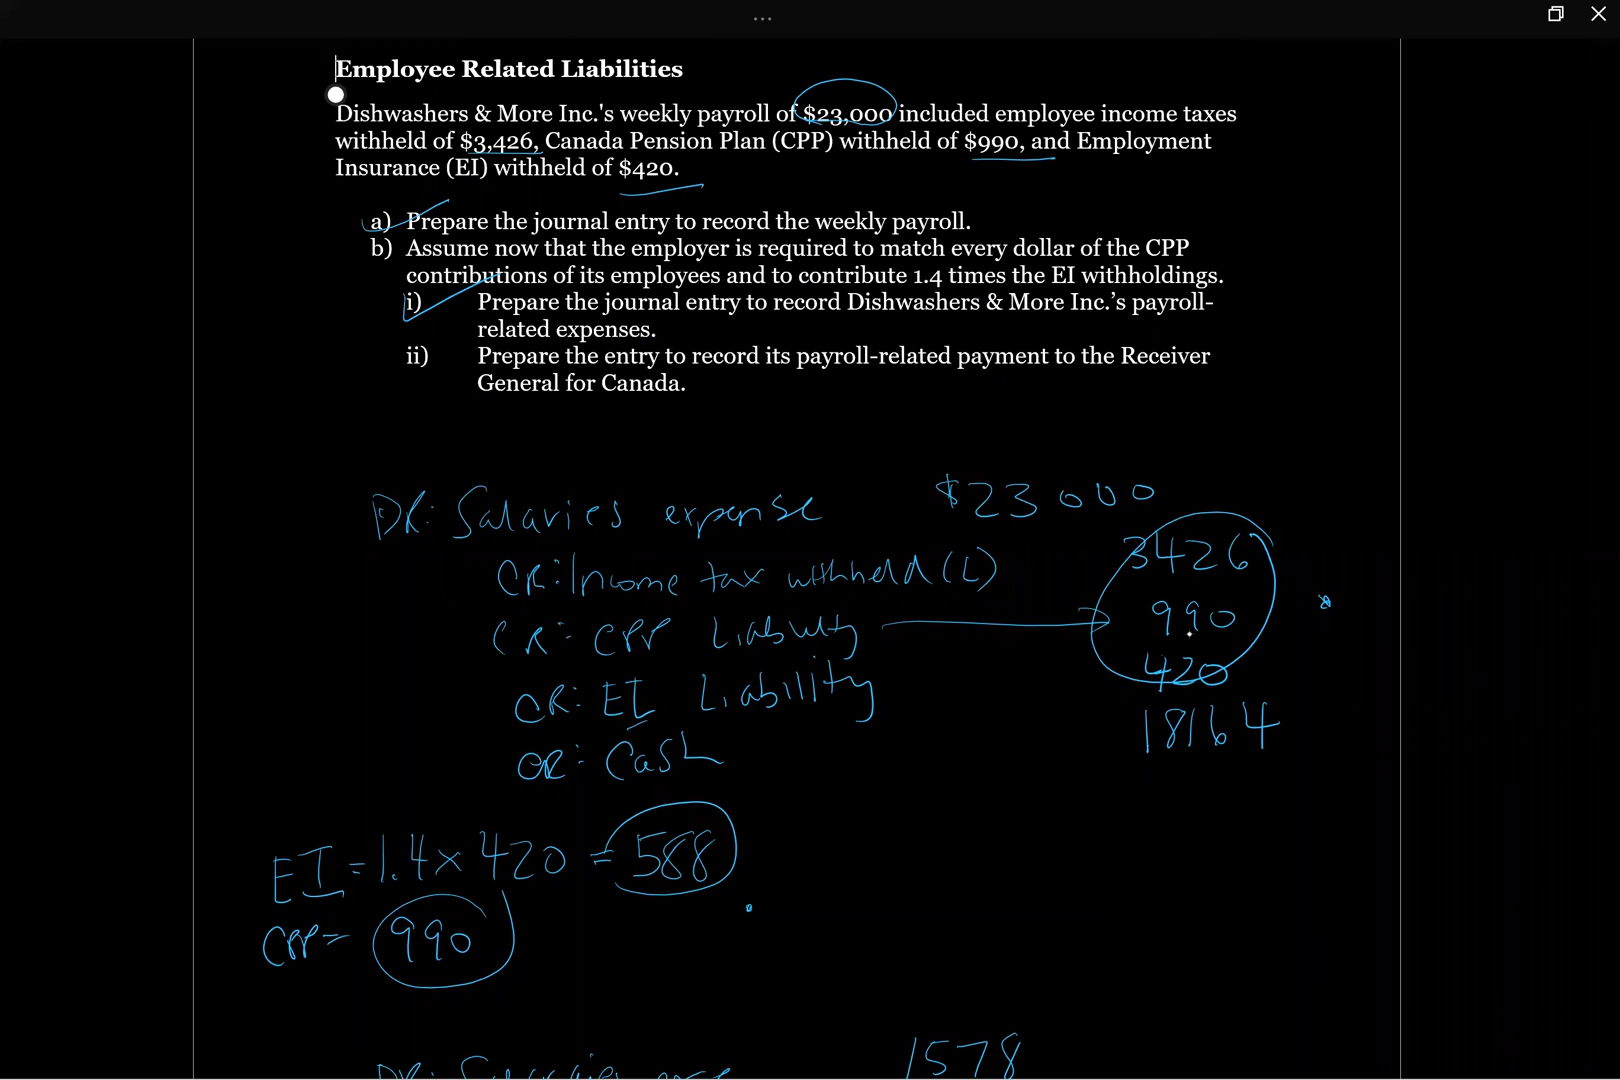 Employee Related Liabilities
Dishwashers & More Inc.'s weekly payroll of $23,000 included employee income taxes
withheld of $3,426, Canada Pension Plan (CPP) withheld of $990, and Employment
Insurance (EI) withheld of $420.
a) Prepare the journal entry to record the weekly payroll.
b) Assume now that the employer is required to match every dollar of the CPP
contributions of its employees and to contribute 1.4 times the EI withholdings.
i) Prepare the journal entry to record Dishwashers & More Inc.’s payroll-
related expenses.
ii) Prepare the entry to record its payroll-related payment to the Receiver
General for Canada.
DR: Salaries expense $23000
CR: Income tax withheld (L) 3426
CR: CPP Liability 990
CR: EI Liability 420
CR: Cash 18164
EI = 1.4 x 420 = 588
CPP = 990
DR: Salaries 1578